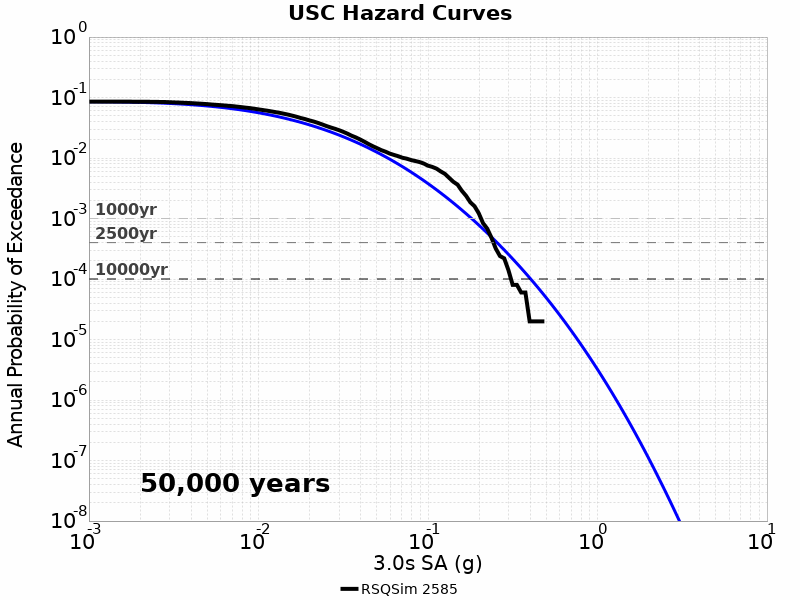 USC Hazard Curves
Annual Probability of Exceedance
10^0
10^-1
10^-2
10^-3
10^-4
10^-5
10^-6
10^-7
10^-8
1000yr
2500yr
10000yr
50,000 years
10^-3 10^-2 10^-1 10^0 10^1
3.0s SA (g)
RSQSim 2585